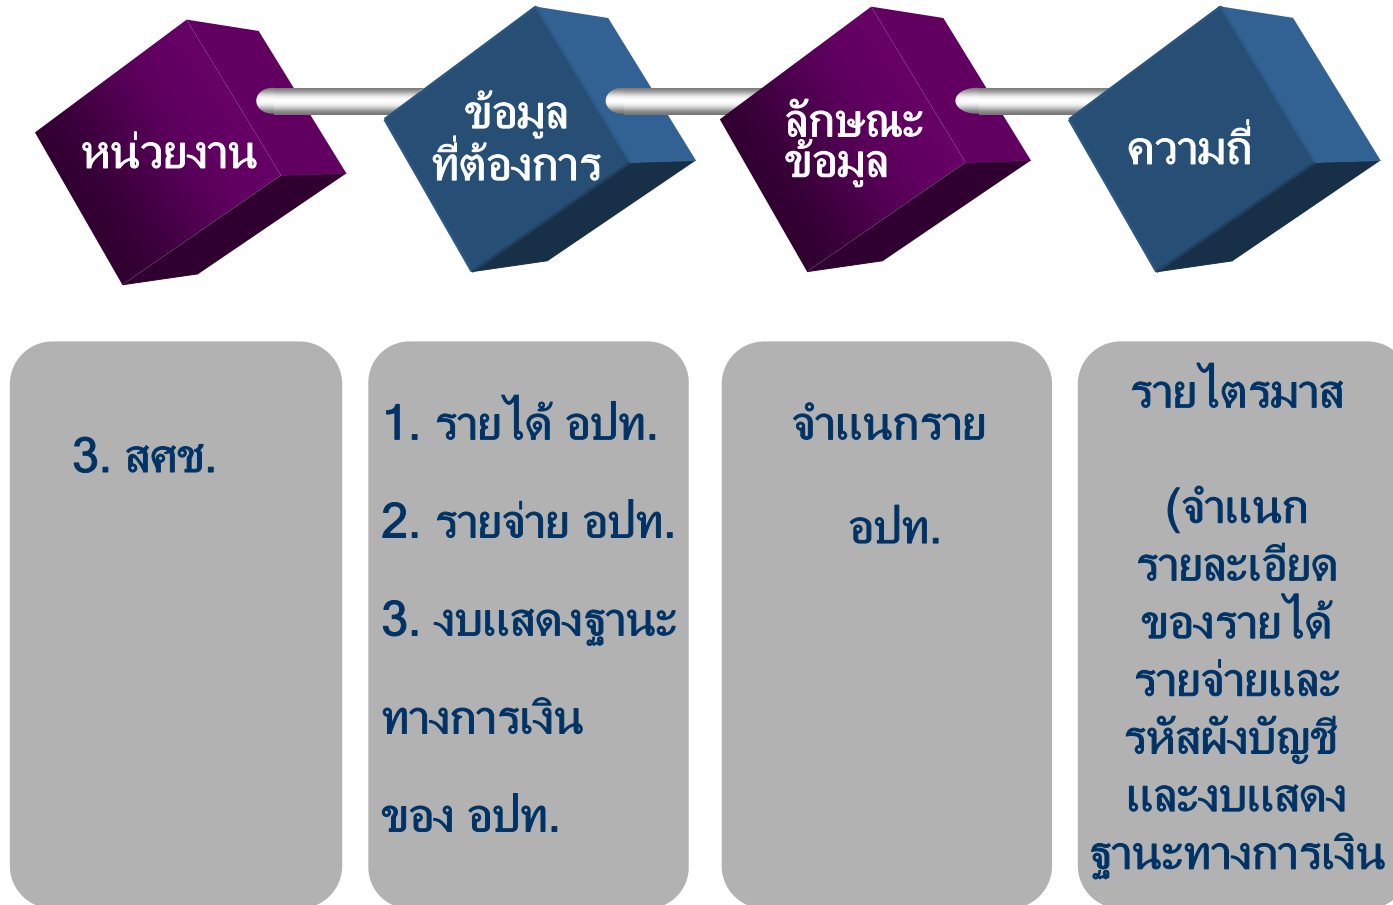 หน่วยงาน
ข้อมูล
ที่ต้องการ
ลักษณะ
ข้อมูล
ความถี่
3. สศช.
1. รายได้ อปท.
2. รายจ่าย อปท.
3. งบแสดงฐานะ
ทางการเงิน
ของ อปท.
จำแนกราย
อปท.
รายไตรมาส
(จำแนก
รายละเอียด
ของรายได้
รายจ่ายและ
รหัสผังบัญชี
และงบแสดง
ฐานะทางการเงิน